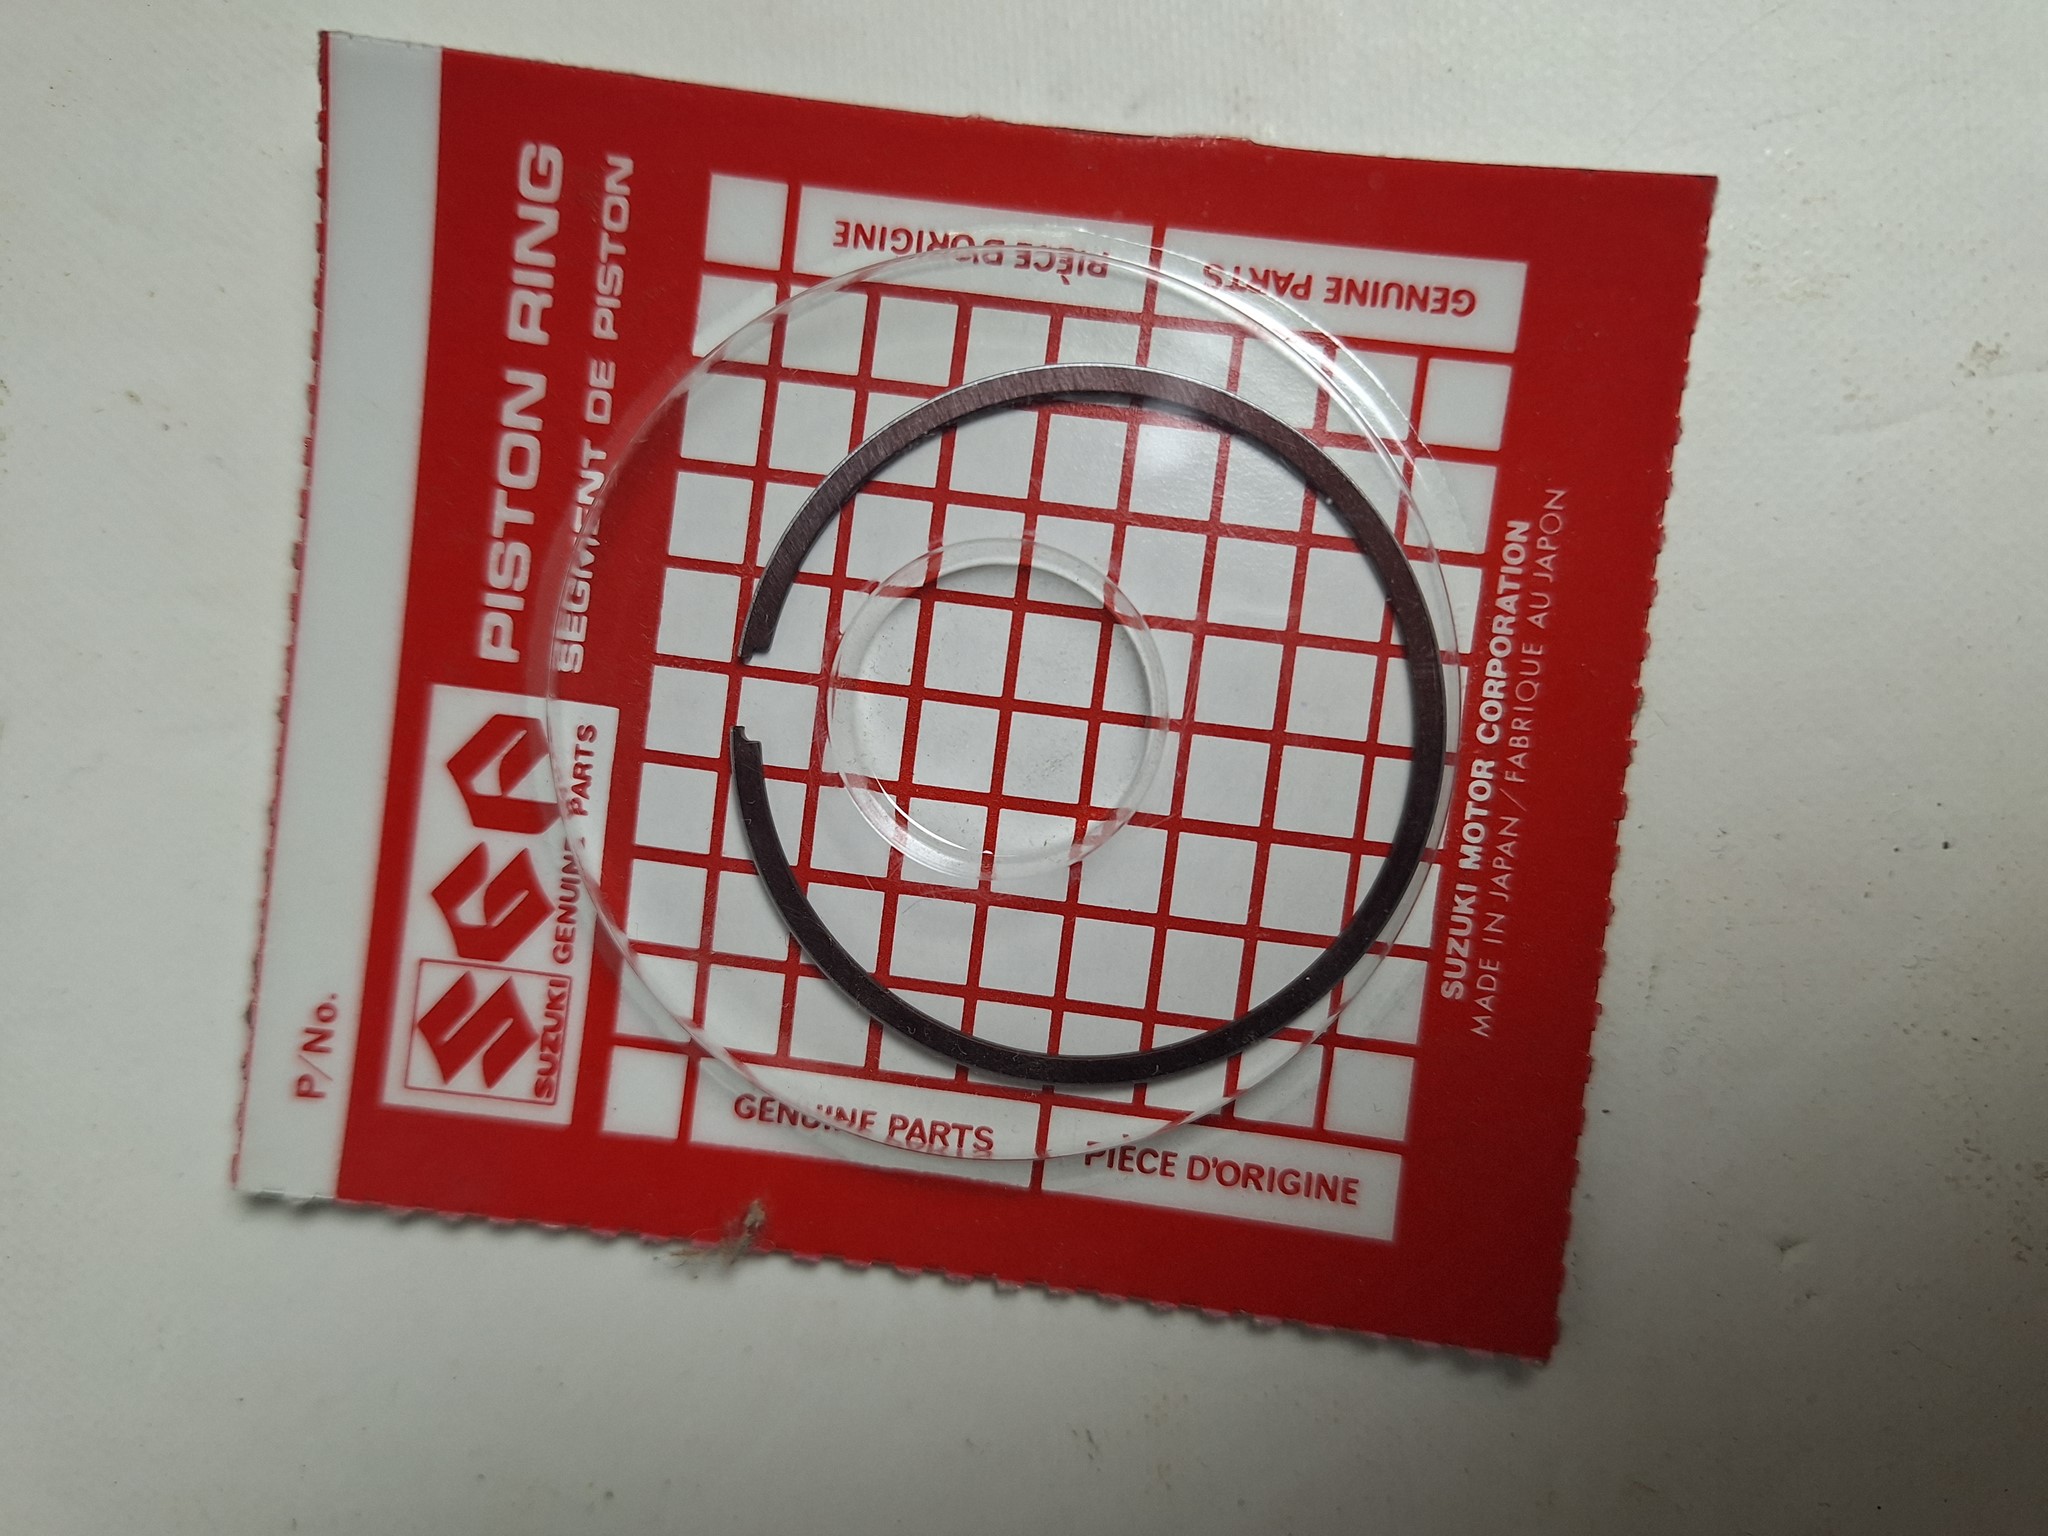 P/No.
SGP
SUZUKI GENUINE PARTS
PISTON RING
SEGMENT DE PISTON
GENUINE PARTS
PIÈCE D'ORIGINE
GENUINE PARTS
PIÈCE D'ORIGINE
SUZUKI MOTOR CORPORATION
MADE IN JAPAN / FABRIQUE AU JAPON